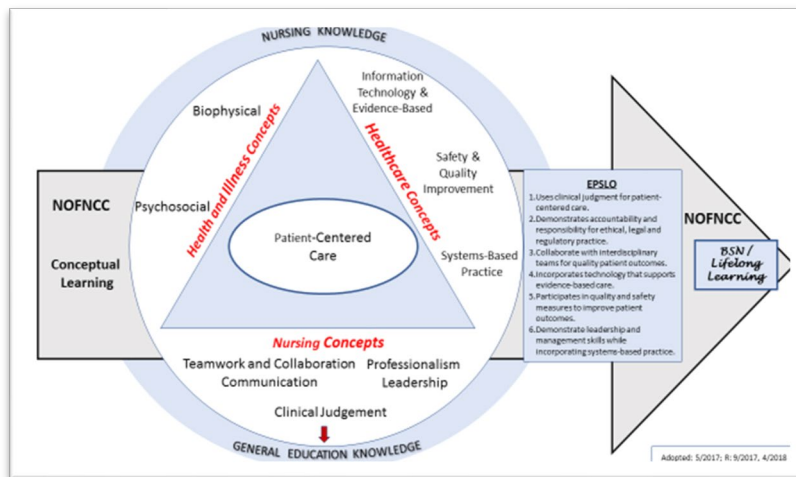 NURSING KNOWLEDGE
Information
Technology &
Evidence-Based
Biophysical
Health and Illness Concepts
Healthcare Concepts
Safety &
Quality
Improvement
Psychosocial
Patient-Centered
Care
Systems-Based
Practice
NOFNCC
Conceptual
Learning
Nursing Concepts
Teamwork and Collaboration
Communication
Professionalism
Leadership
Clinical Judgement
GENERAL EDUCATION KNOWLEDGE
EPSLO
1.Uses clinical judgment for patient-
centered care.
2.Demonstrates accountability and
responsibility for ethical, legal and
regulatory practice.
3.Collaborate with interdisciplinary
teams for quality patient outcomes.
4.Incorporates technology that supports
evidence-based care.
5.Participates in quality and safety
measures to improve patient
outcomes.
6.Demonstrate leadership and
management skills while
incorporating systems-based practice.
NOFNCC
BSN /
Lifelong
Learning
Adopted: 5/2017; R: 9/2017, 4/2018